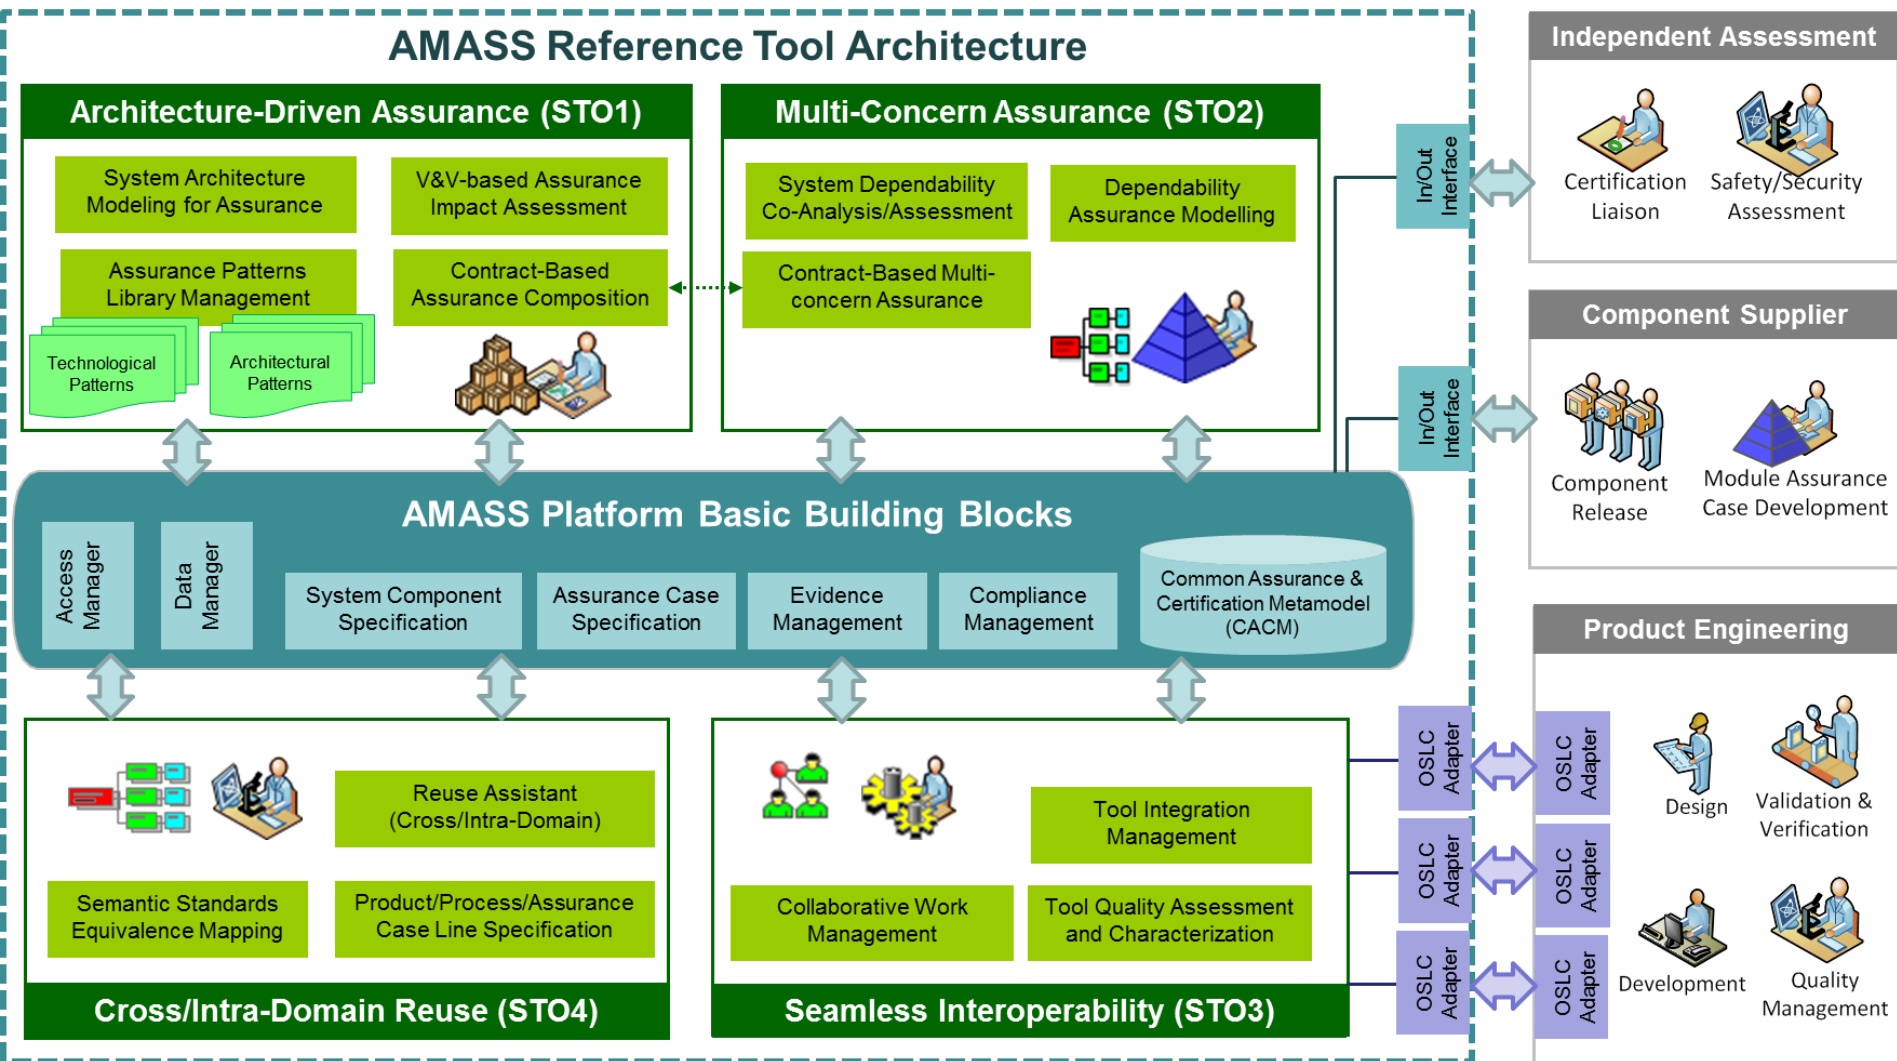 AMASS Reference Tool Architecture
Architecture-Driven Assurance (STO1)
System Architecture
Modeling for Assurance
V&V-based Assurance
Impact Assessment
Assurance Patterns
Library Management
Contract-Based
Assurance Composition
Technological
Patterns
Architectural
Patterns
Multi-Concern Assurance (STO2)
System Dependability
Co-Analysis/Assessment
Dependability
Assurance Modelling
Contract-Based Multi-
concern Assurance
In/Out
Interface
In/Out
Interface
Independent Assessment
Certification
Liaison
Safety/Security
Assessment
Component Supplier
Component
Release
Module Assurance
Case Development
AMASS Platform Basic Building Blocks
Access
Manager
Data
Manager
System Component
Specification
Assurance Case
Specification
Evidence
Management
Compliance
Management
Common Assurance &
Certification Metamodel
(CACM)
Reuse Assistant
(Cross/Intra-Domain)
Semantic Standards
Equivalence Mapping
Product/Process/Assurance
Case Line Specification
Cross/Intra-Domain Reuse (STO4)
Tool Integration
Management
Collaborative Work
Management
Tool Quality Assessment
and Characterization
Seamless Interoperability (STO3)
OSLC
Adapter
OSLC
Adapter
OSLC
Adapter
OSLC
Adapter
OSLC
Adapter
OSLC
Adapter
Product Engineering
Design
Validation &
Verification
Development
Quality
Management